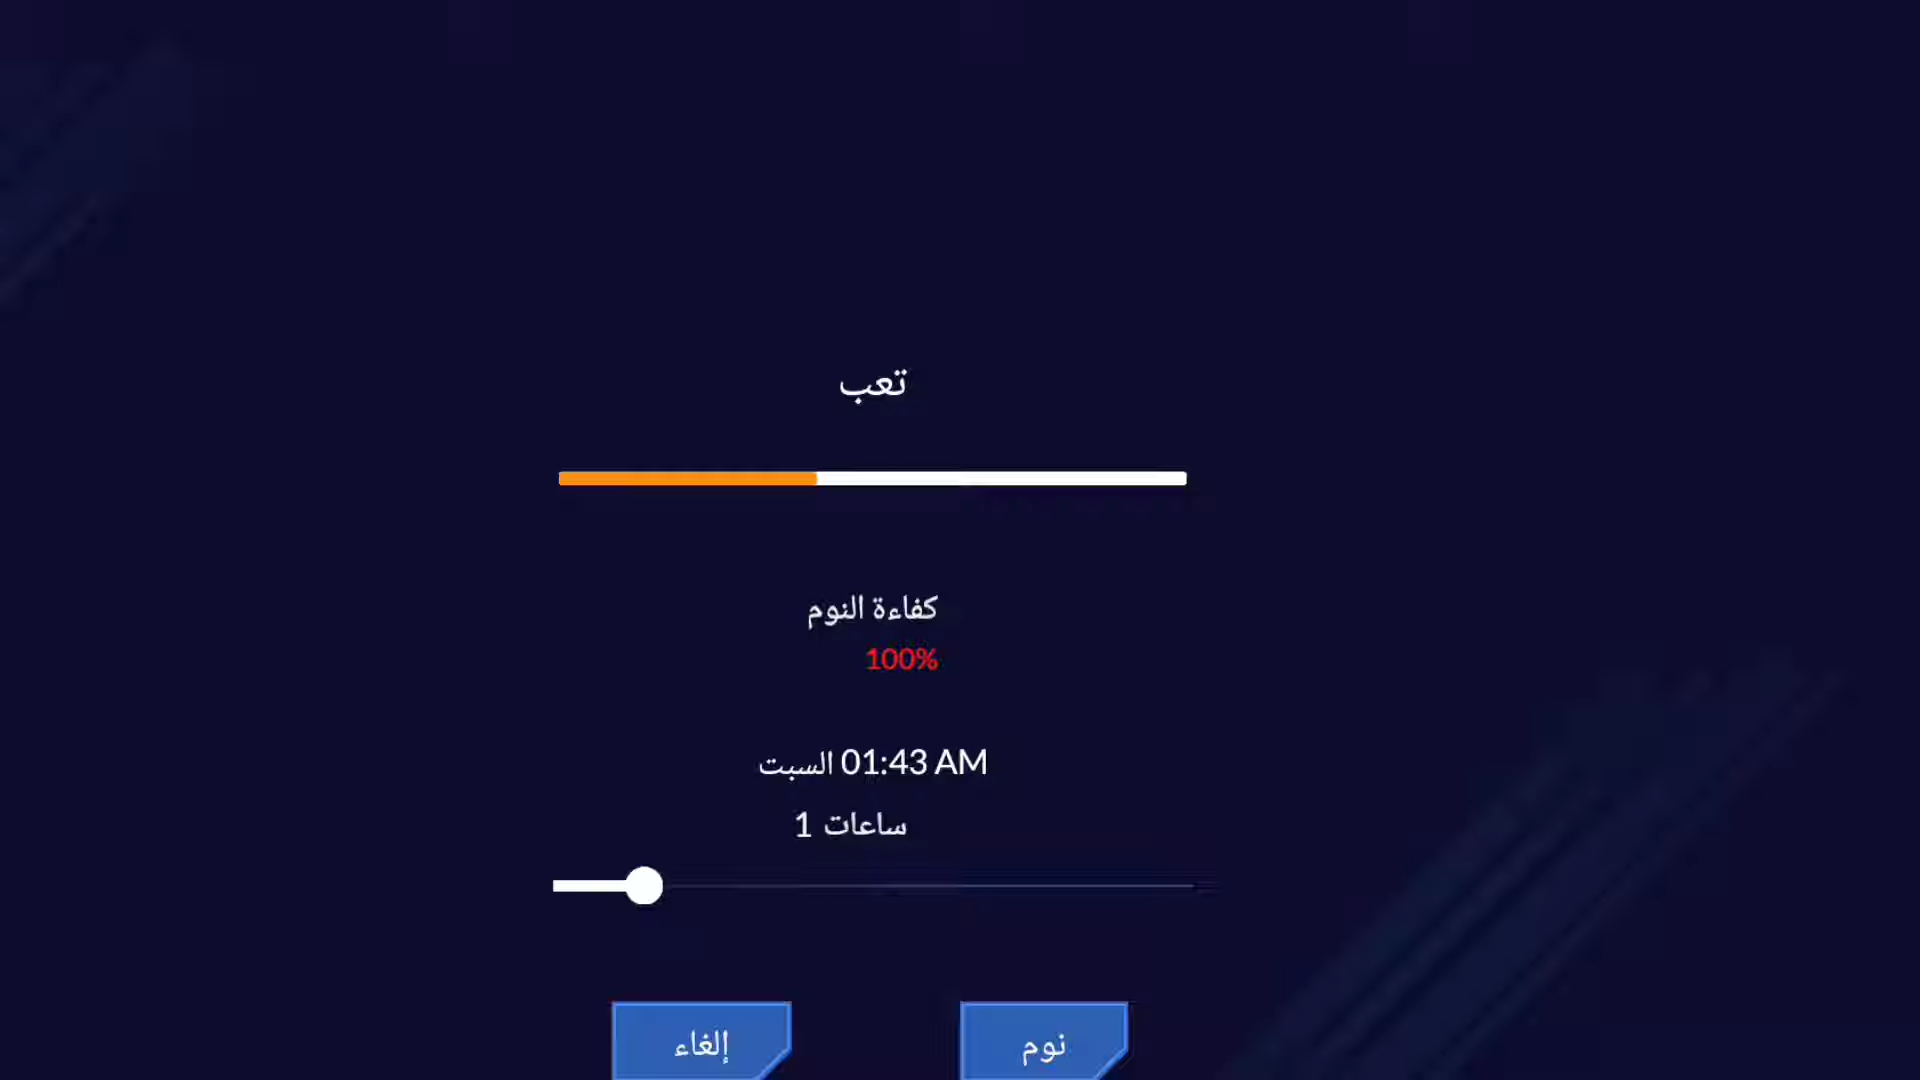 تعب
كفاءة النوم
100%
السبت 01:43 AM
ساعات 1
إلغاء
نوم